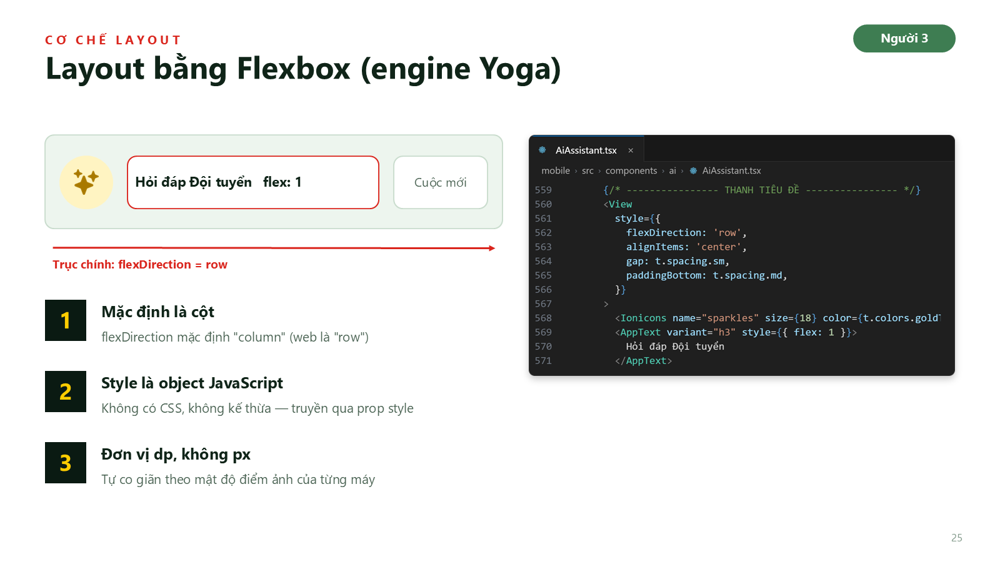 CƠ CHẾ LAYOUT
Người 3
Layout bằng Flexbox (engine Yoga)
Hỏi đáp Đội tuyển flex: 1
Cuộc mới
Trục chính: flexDirection = row
1
Mặc định là cột
flexDirection mặc định "column" (web là "row")
2
Style là object JavaScript
Không có CSS, không kế thừa — truyền qua prop style
3
Đơn vị dp, không px
Tự co giãn theo mật độ điểm ảnh của từng máy
AiAssistant.tsx ×
mobile › src › components › ai › AiAssistant.tsx
559 {/* ---------------- THANH TIÊU ĐỀ ---------------- */}
560 <View
561 style={{
562 flexDirection: 'row',
563 alignItems: 'center',
564 gap: t.spacing.sm,
565 paddingBottom: t.spacing.md,
566 }}
567 >
568 <Ionicons name="sparkles" size={18} color={t.colors.gold
569 <AppText variant="h3" style={{ flex: 1 }}>
570 Hỏi đáp Đội tuyển
571 </AppText>
25